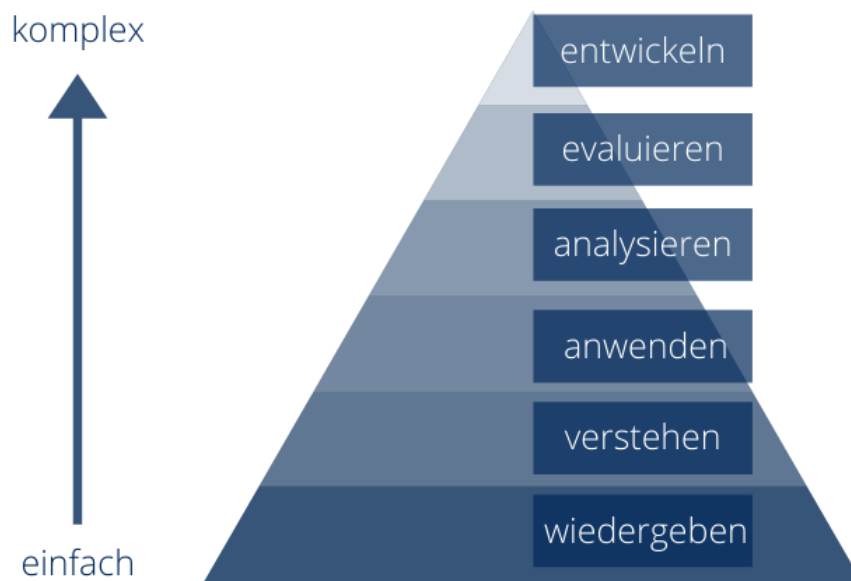 komplex
entwickeln
evaluieren
analysieren
anwenden
verstehen
wiedergeben
einfach